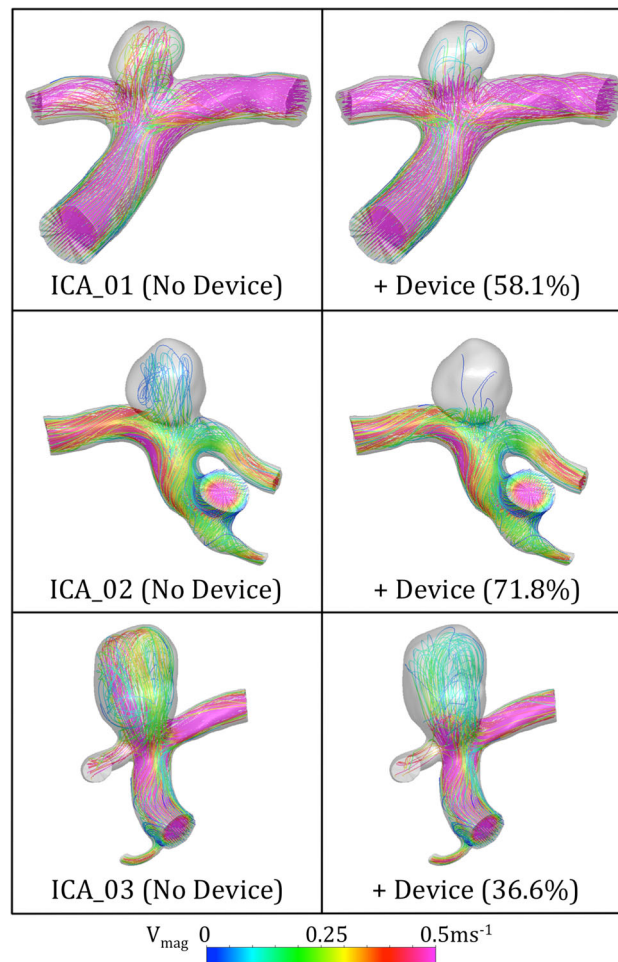 ICA_01 (No Device)
+ Device (58.1%)
ICA_02 (No Device)
+ Device (71.8%)
ICA_03 (No Device)
+ Device (36.6%)
Vmag 0 0.25 0.5ms⁻¹